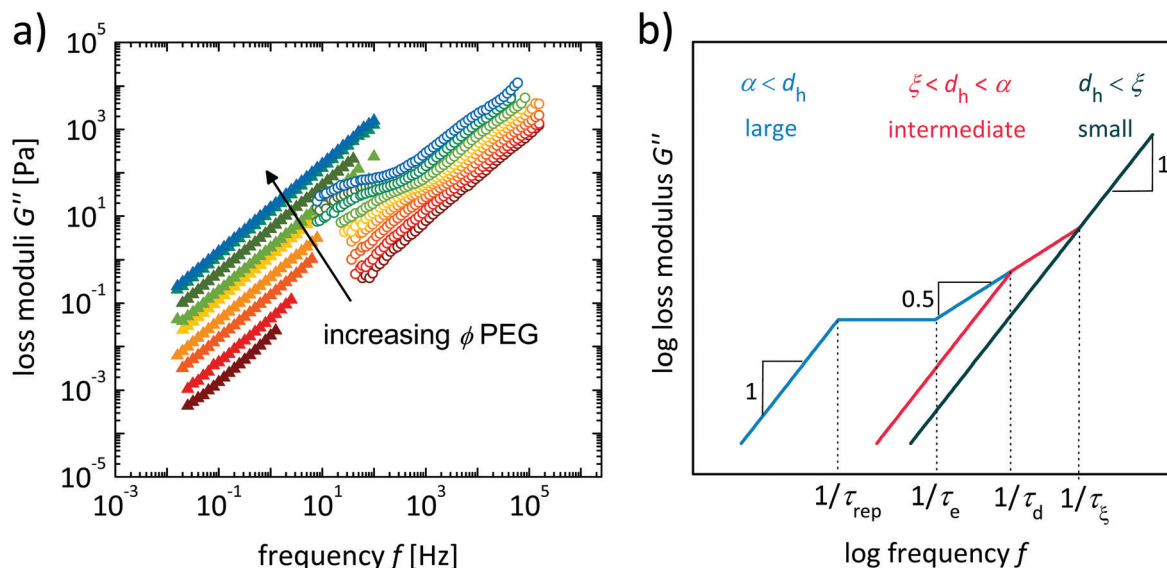 a)
loss moduli G'' [Pa]
10^5
10^3
10^1
10^-1
10^-3
10^-5
increasing ϕ PEG
10^-3
10^-1
10^1
10^3
10^5
frequency f [Hz]
b)
log loss modulus G''
α < d_h
ξ < d_h < α
d_h < ξ
large
intermediate
small
1
0.5
1
1/τ_rep
1/τ_e
1/τ_d
1/τ_ξ
log frequency f